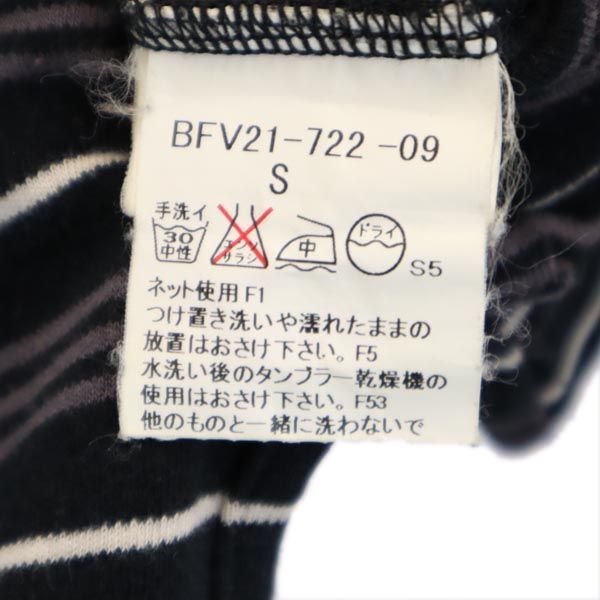 BFV21-722-09
S
手洗イ
30
中性
エンソ
サラシ
中
ドライ
S5
ネット使用F1
つけ置き洗いや濡れたままの
放置はおさけ下さい。F5
水洗い後のタンブラー乾燥機の
使用はおさけ下さい。F53
他のものと一緒に洗わないで